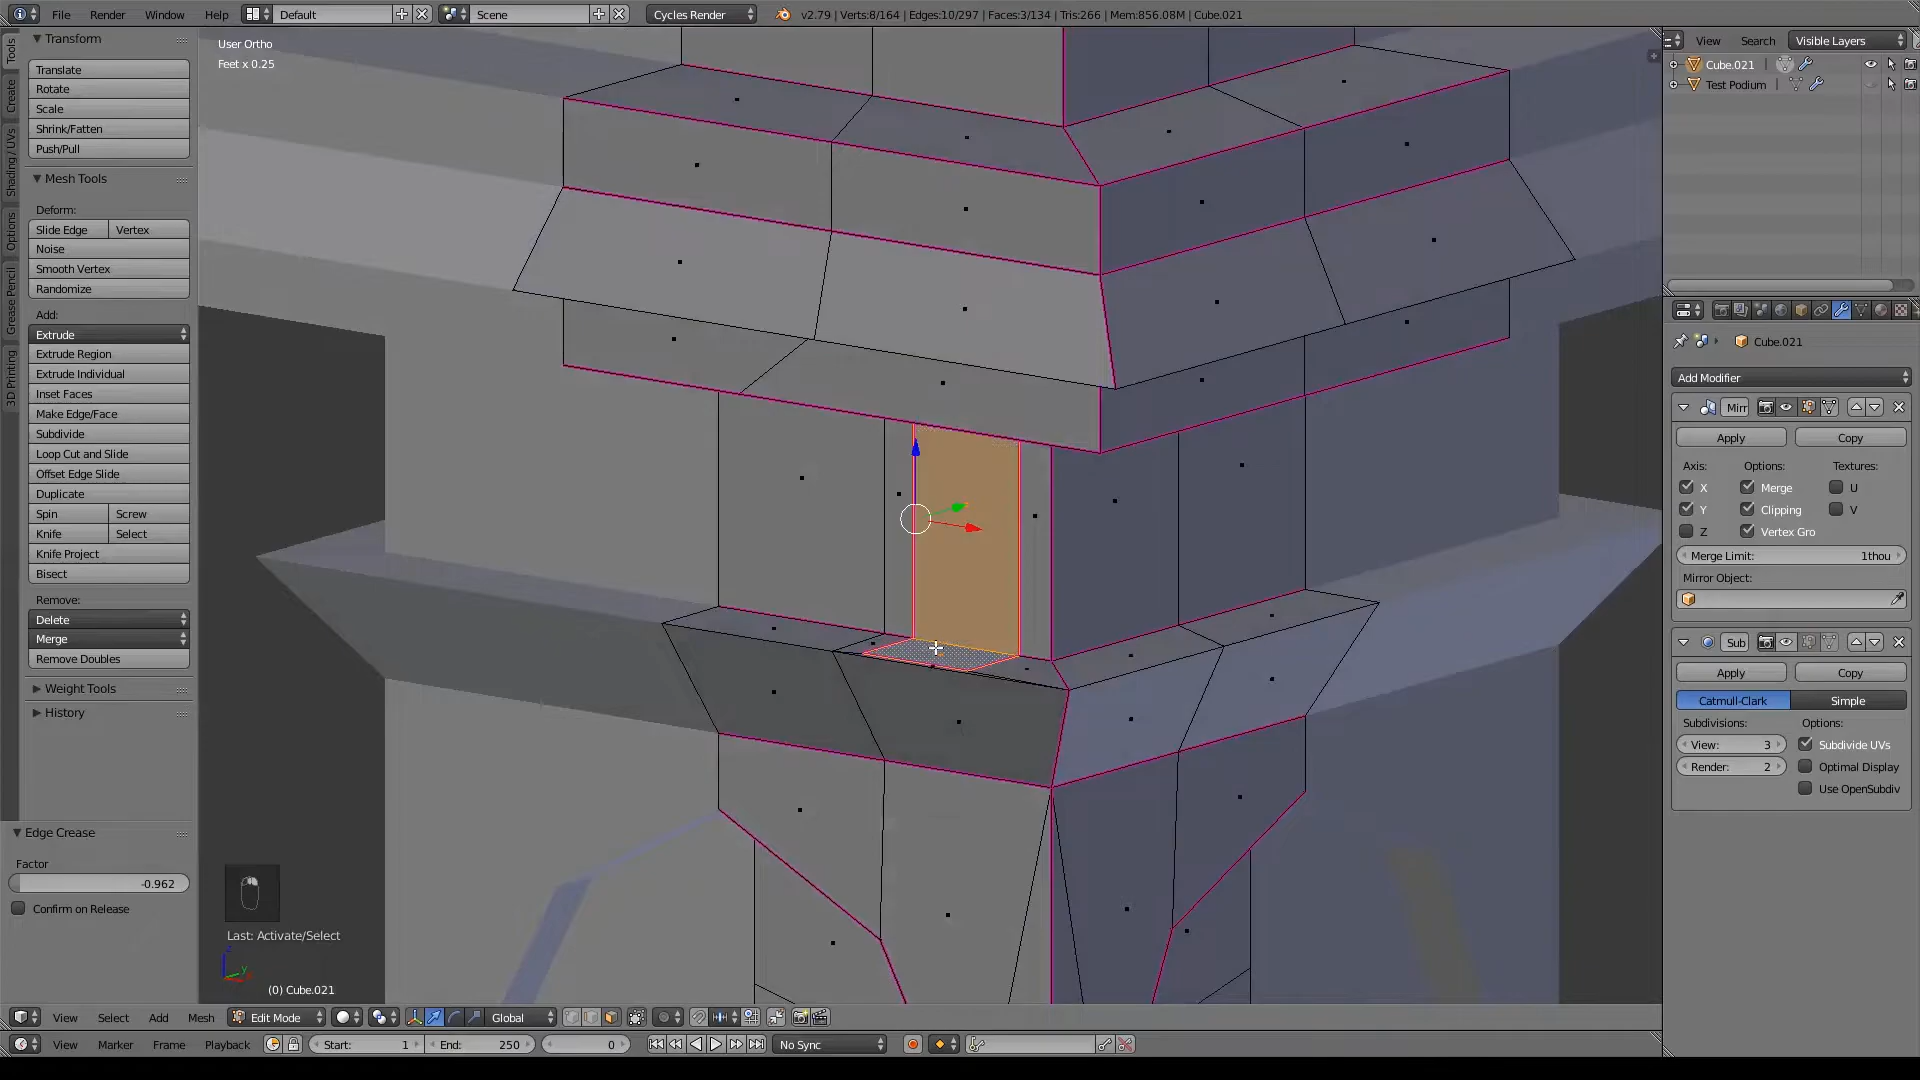 File Render Window Help Default Scene Cycles Render v2.79 | Verts:8/164 | Edges:10/297 | Faces:3/134 | Tris:266 | Mem:856.08M | Cube.021
Tools
Create
Shading / UVs
Options
Grease Pencil
3D Printing
Transform
Translate
Rotate
Scale
Shrink/Fatten
Push/Pull
Mesh Tools
Deform:
Slide Edge Vertex
Noise
Smooth Vertex
Randomize
Add:
Extrude
Extrude Region
Extrude Individual
Inset Faces
Make Edge/Face
Subdivide
Loop Cut and Slide
Offset Edge Slide
Duplicate
Spin Screw
Knife Select
Knife Project
Bisect
Remove:
Delete
Merge
Remove Doubles
Weight Tools
History
Edge Crease
Factor
-0.962
Confirm on Release
User Ortho
Feet x 0.25
Last: Activate/Select
z
y
(0) Cube.021
View Search Visible Layers
Cube.021
Test Podium
Cube.021
Add Modifier
Mirr
Apply Copy
Axis: Options: Textures:
X Merge U
Y Clipping V
Z Vertex Gro
Merge Limit: 1thou
Mirror Object:
Sub
Apply Copy
Catmull-Clark Simple
Subdivisions: Options:
View: 3 Subdivide UVs
Render: 2 Optimal Display
Use OpenSubdiv
View Select Add Mesh Edit Mode Global
View Marker Frame Playback Start: 1 End: 250 0 No Sync